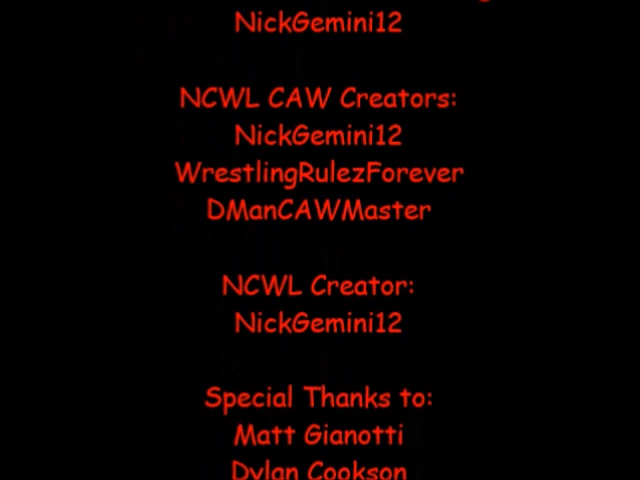 NickGemini12
NCWL CAW Creators:
NickGemini12
WrestlingRulezForever
DManCAWMaster
NCWL Creator:
NickGemini12
Special Thanks to:
Matt Gianotti
Dylan Cookson